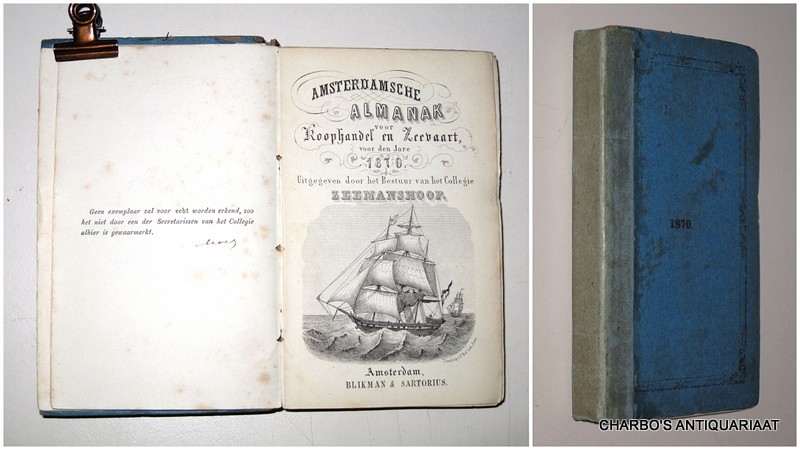 Geen exemplaar zal voor echt worden erkend, zoo
het niet door een der Secretarissen van het Collegie
alhier is gewaarmerkt.
AMSTERDAMSCHE
ALMANAK
voor
Koophandel en Zeevaart,
voor den Jare
1870.
Uitgegeven door het Bestuur van het Collegie
ZEEMANSHOOP.
Amsterdam,
BLIKMAN & SARTORIUS.
1870.
CHARBO'S ANTIQUARIAAT